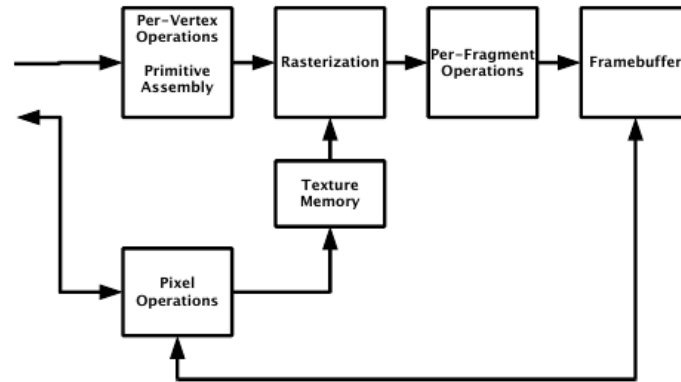 Per-Vertex
Operations
Primitive
Assembly
Rasterization
Per-Fragment
Operations
Framebuffer
Texture
Memory
Pixel
Operations